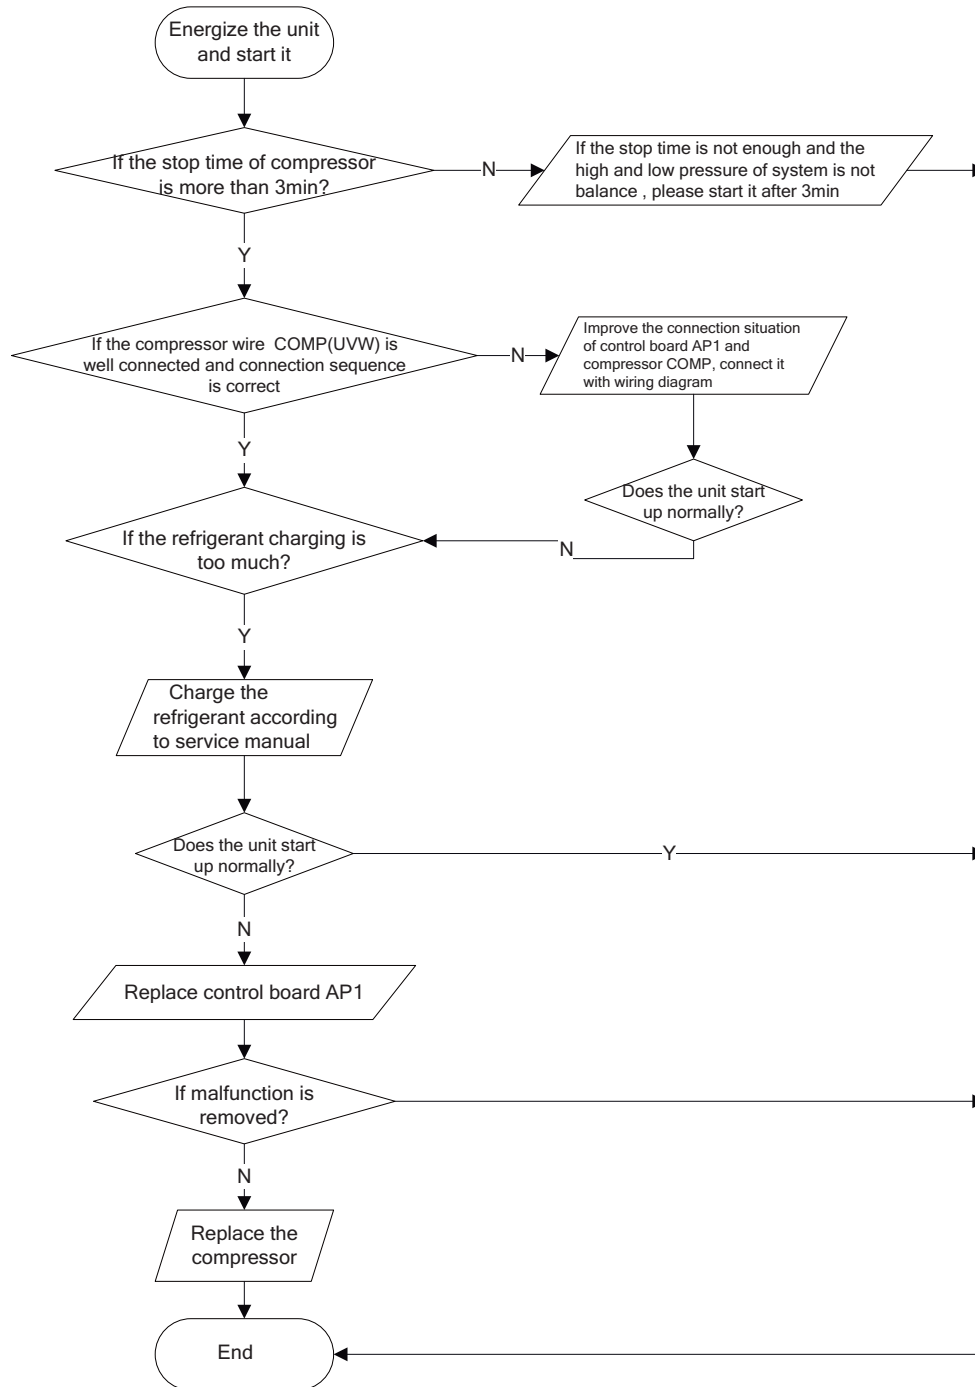 Energize the unit
and start it
If the stop time of compressor
is more than 3min?
N
If the stop time is not enough and the
high and low pressure of system is not
balance , please start it after 3min
Y
If the compressor wire COMP(UVW) is
well connected and connection sequence
is correct
N
Improve the connection situation
of control board AP1 and
compressor COMP, connect it
with wiring diagram
Y
Does the unit start
up normally?
If the refrigerant charging is
too much?
N
Y
Charge the
refrigerant according
to service manual
Does the unit start
up normally?
Y
N
Replace control board AP1
If malfunction is
removed?
N
Replace the
compressor
End